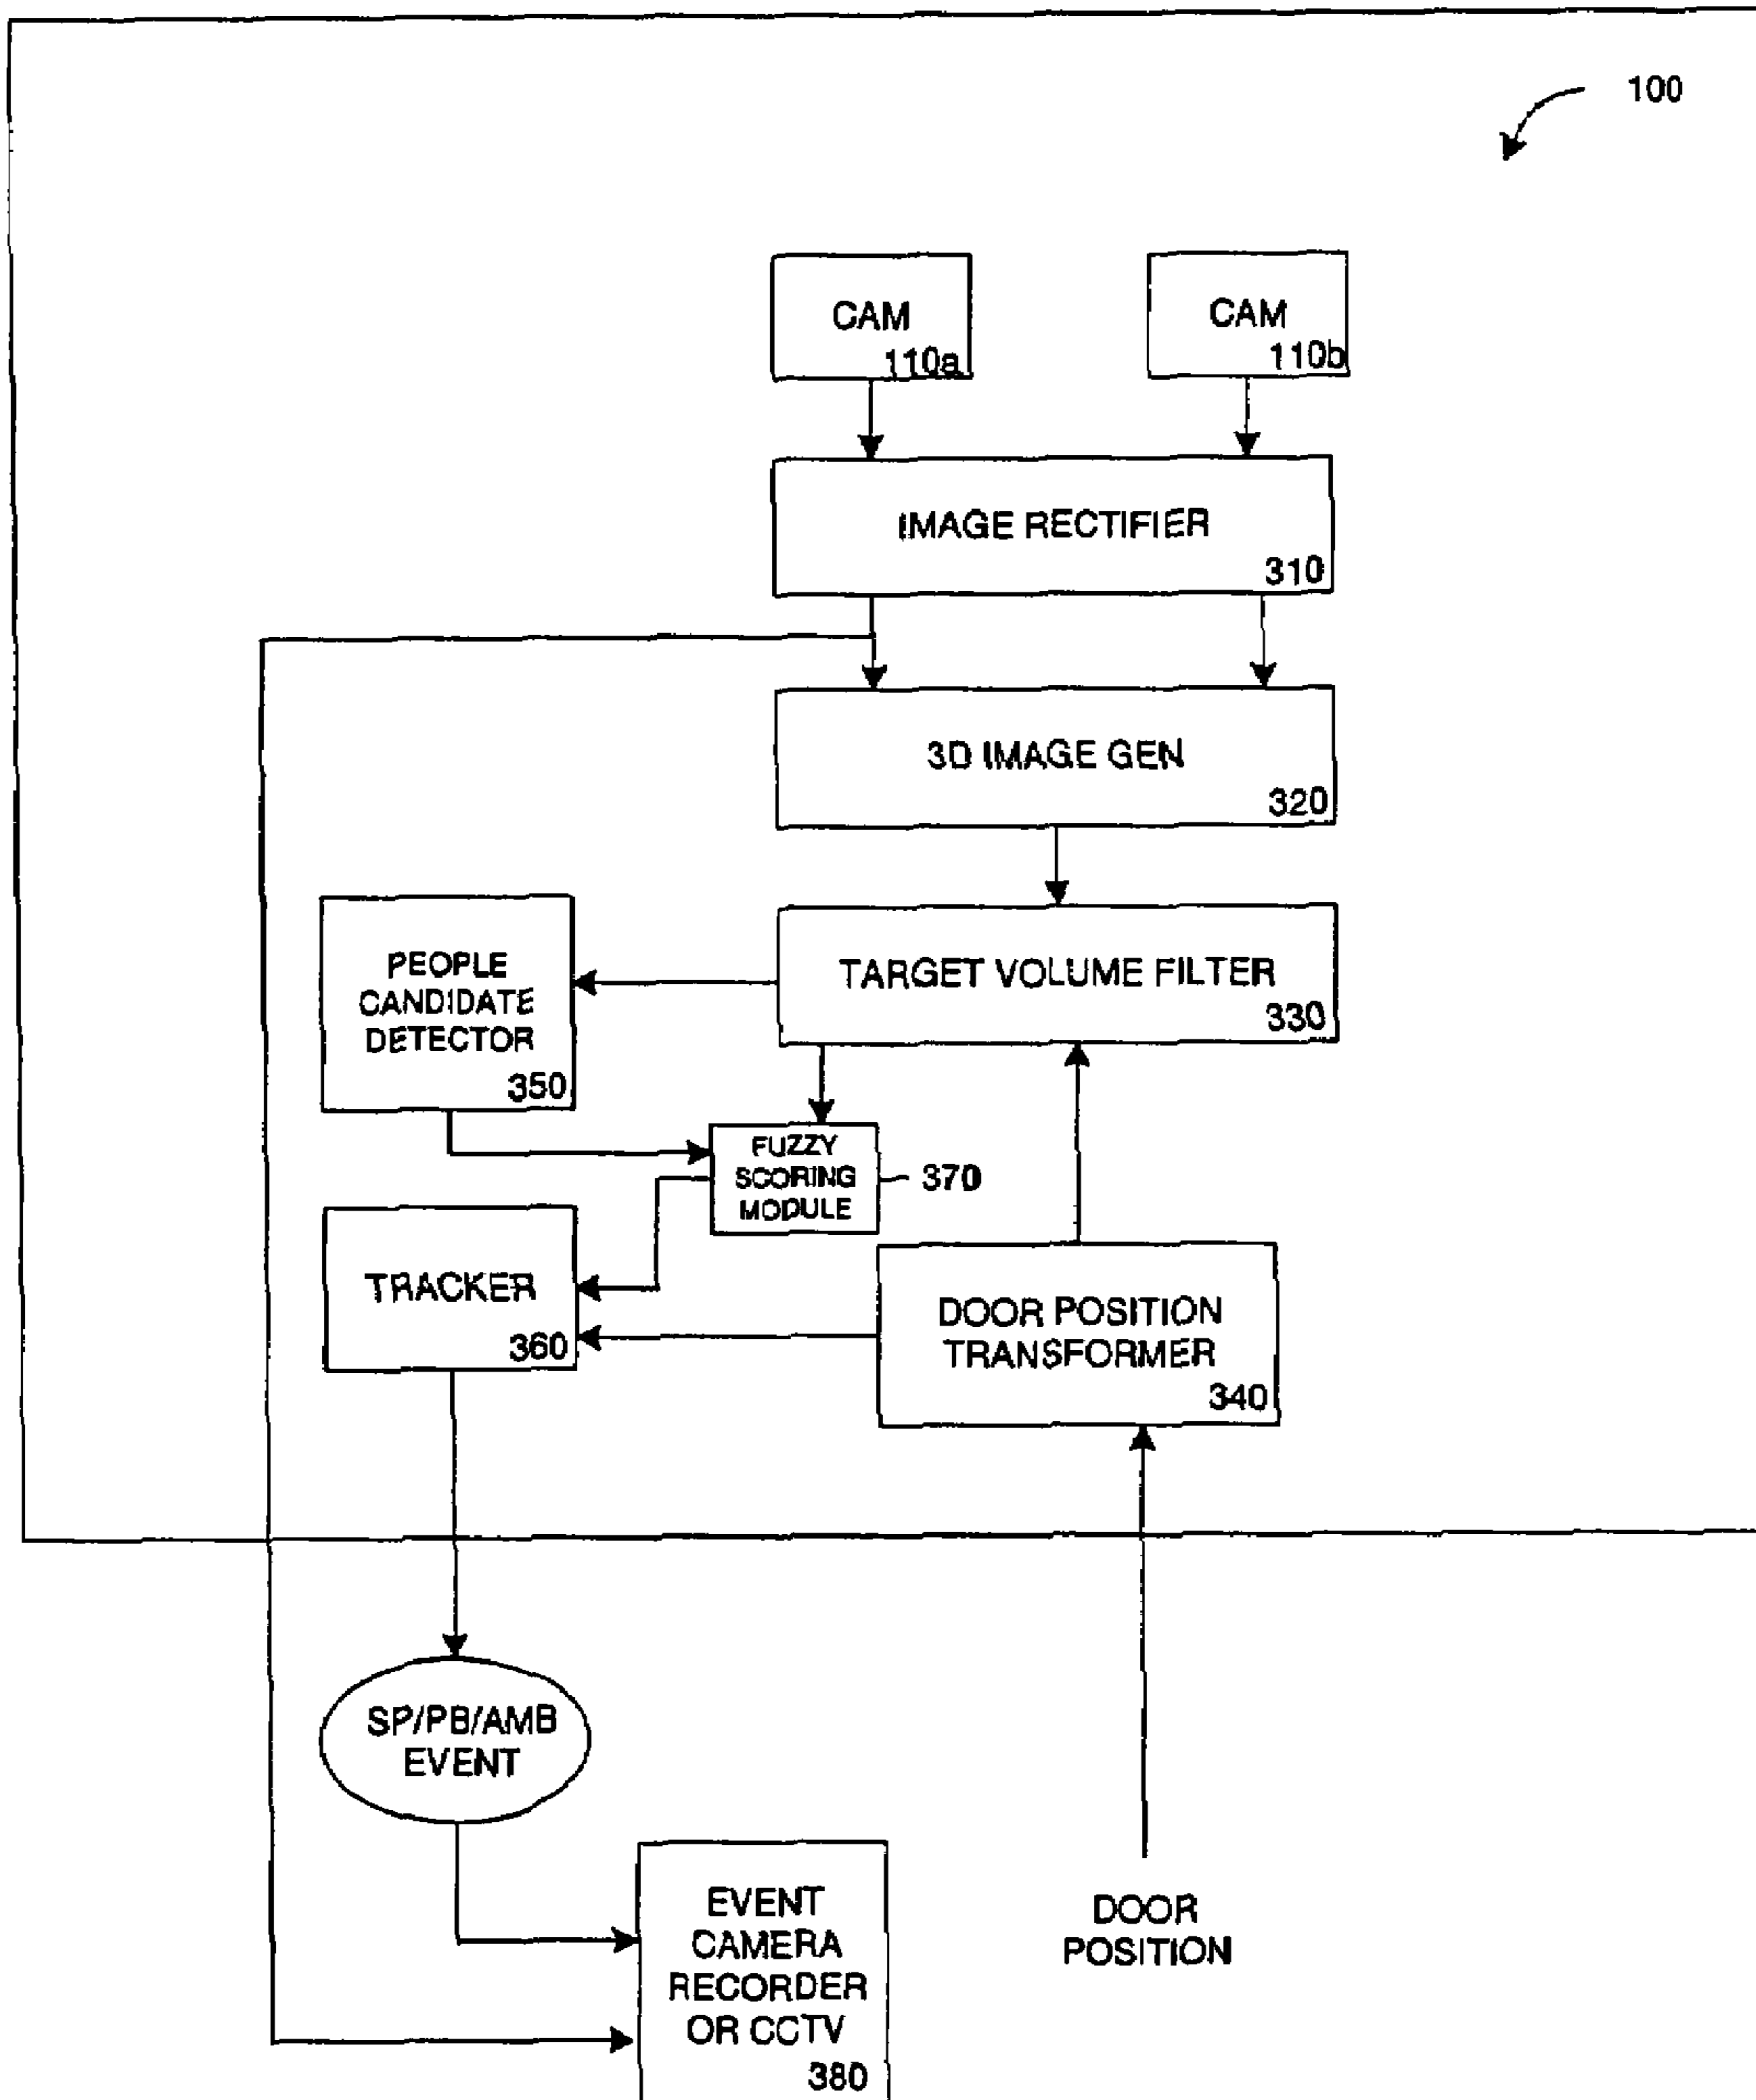 100
CAM
110a
CAM
110b
IMAGE RECTIFIER
310
3D IMAGE GEN
320
PEOPLE
CANDIDATE
DETECTOR
350
TARGET VOLUME FILTER
330
FUZZY
SCORING
MODULE
370
TRACKER
360
DOOR POSITION
TRANSFORMER
340
SP/PB/AMB
EVENT
EVENT
CAMERA
RECORDER
OR CCTV
380
DOOR
POSITION